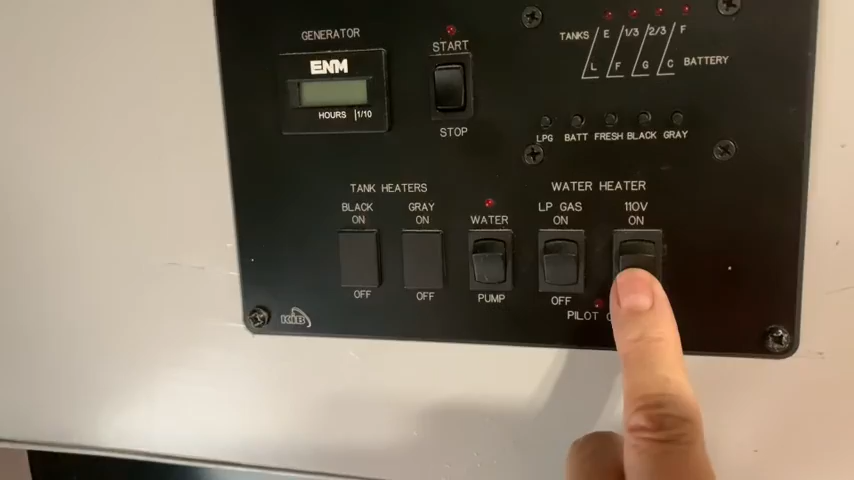 GENERATOR
ENM
HOURS 1/10
START
STOP
TANKS E 1/3 2/3 F
L F G C BATTERY
LPG BATT FRESH BLACK GRAY
TANK HEATERS
BLACK GRAY
ON ON
OFF OFF
WATER
PUMP
WATER HEATER
LP GAS 110V
ON ON
OFF
PILOT
KIB